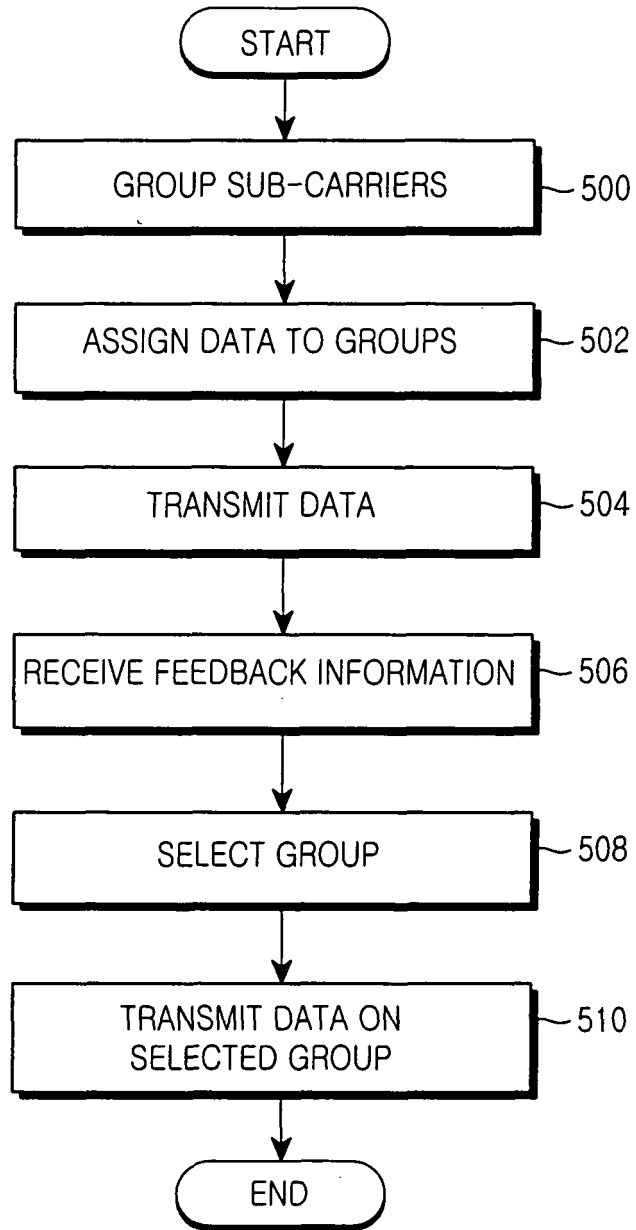 START
GROUP SUB-CARRIERS
500
ASSIGN DATA TO GROUPS
502
TRANSMIT DATA
504
RECEIVE FEEDBACK INFORMATION
506
SELECT GROUP
508
TRANSMIT DATA ON
SELECTED GROUP
510
END